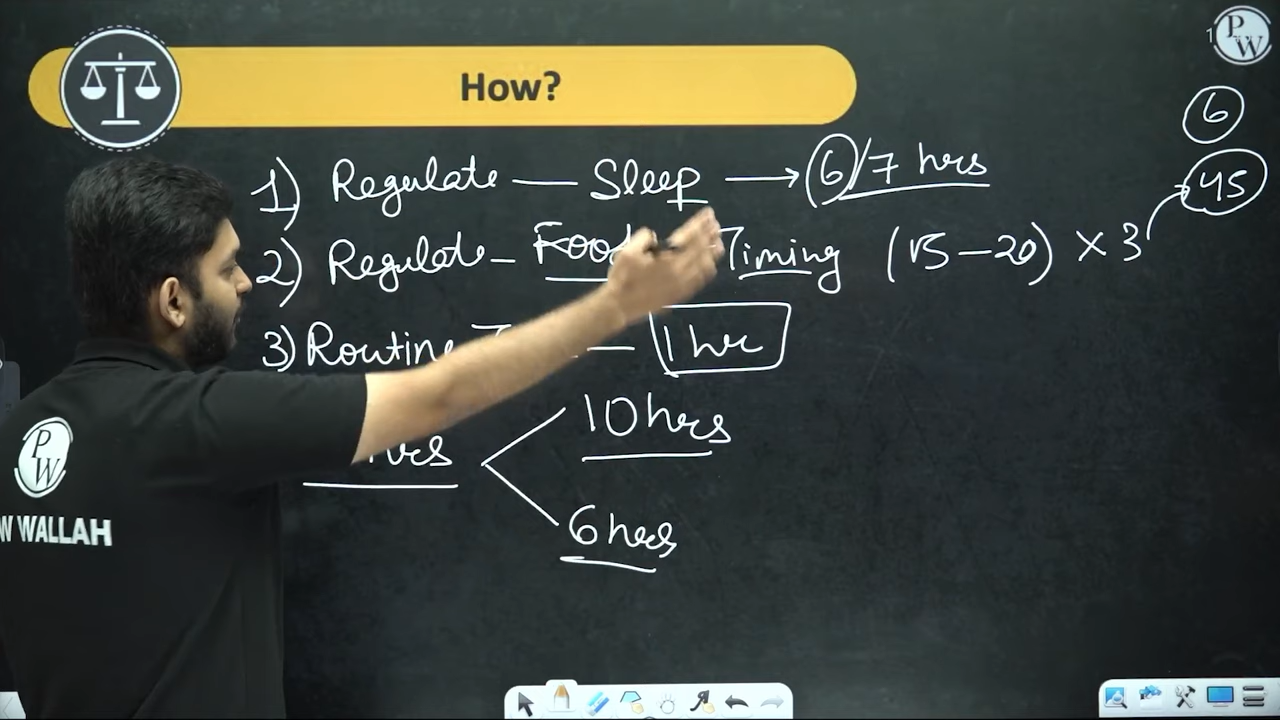 How?
PW
6
1) Regulate — Sleep → 6/7 hrs
45
2) Regulate - Food Timing (15-20) × 3
3) Routine — 1 hr
10 hrs
6 hrs
PW
W WALLAH